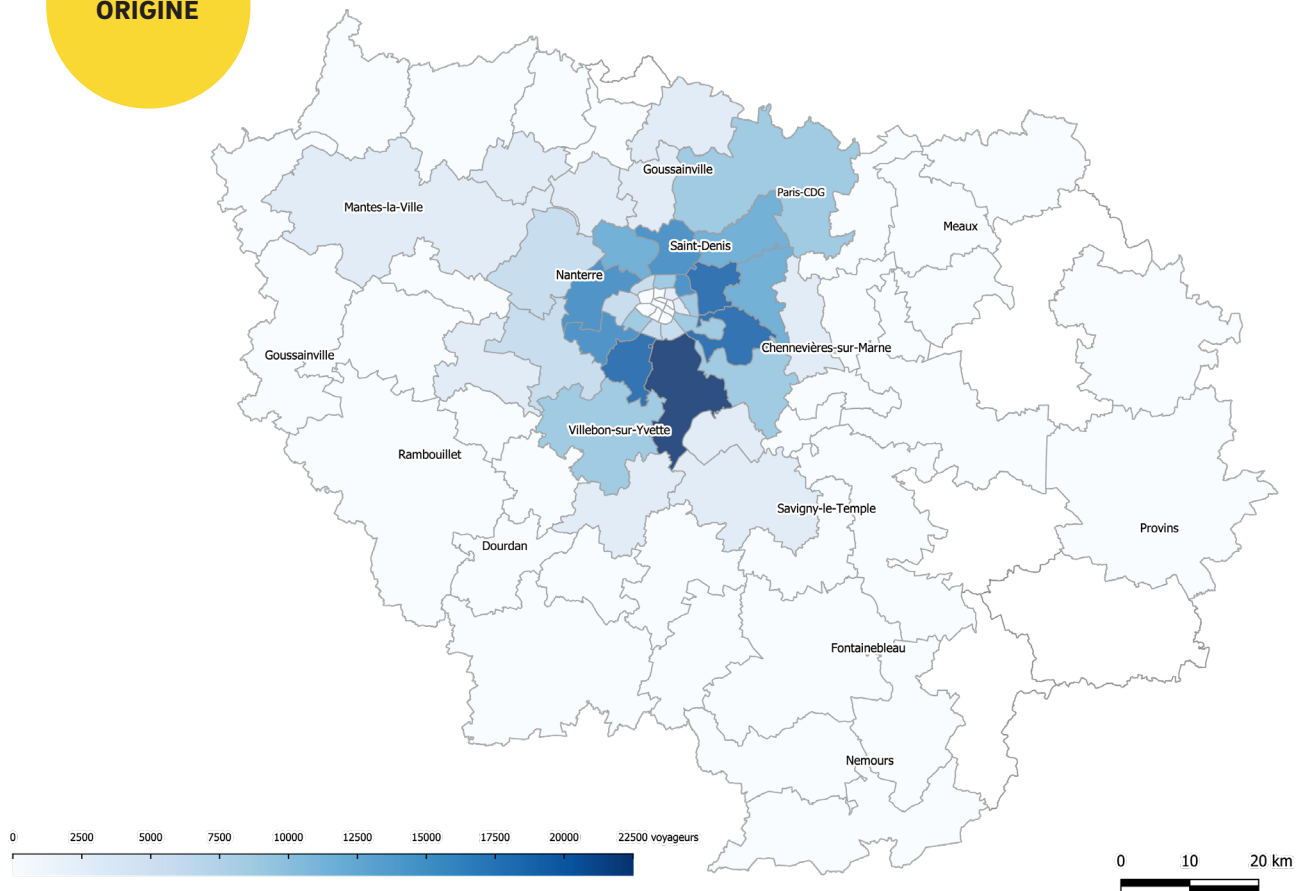 ORIGINE
Goussainville
Paris-CDG
Mantes-la-Ville
Meaux
Saint-Denis
Nanterre
Chennevières-sur-Marne
Goussainville
Villebon-sur-Yvette
Rambouillet
Savigny-le-Temple
Provins
Dourdan
Fontainebleau
Nemours
0 2500 5000 7500 10000 12500 15000 17500 20000 22500 voyageurs
0 10 20 km